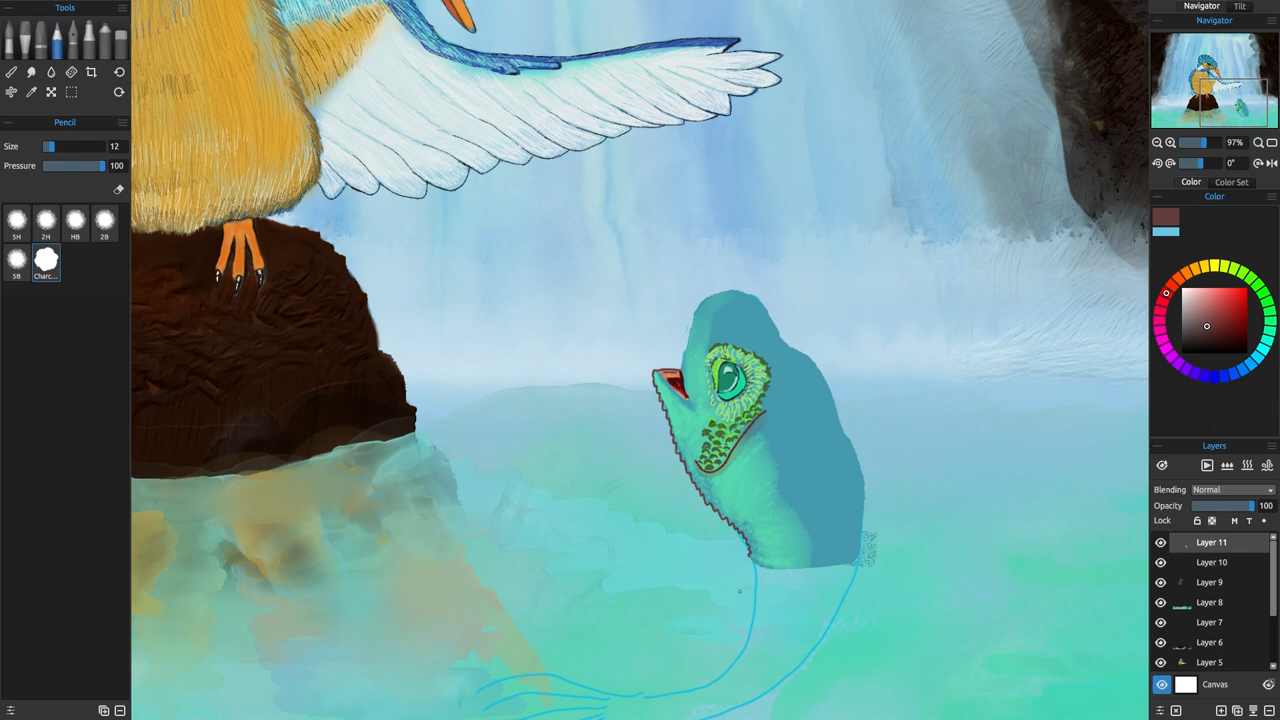 Tools
Pencil
Size 12
Pressure 100
3H 2H HB 2B
5B Charc...
Navigator Tilt
Navigator
97%
0°
Color Color Set
Color
Layers
Blending Normal
Opacity 100
Lock M T
Layer 11
Layer 10
Layer 9
Layer 8
Layer 7
Layer 6
Layer 5
Canvas